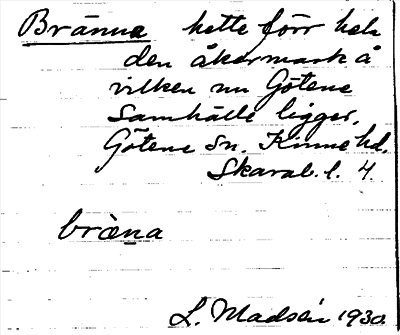 Bränna hette förr hela
den åkermark å
vilken nu Götene
Samhälle ligger.
Götene Sn. Kinne hd.
Skarab. l. 4.
bräna
L. Madsén 1930.